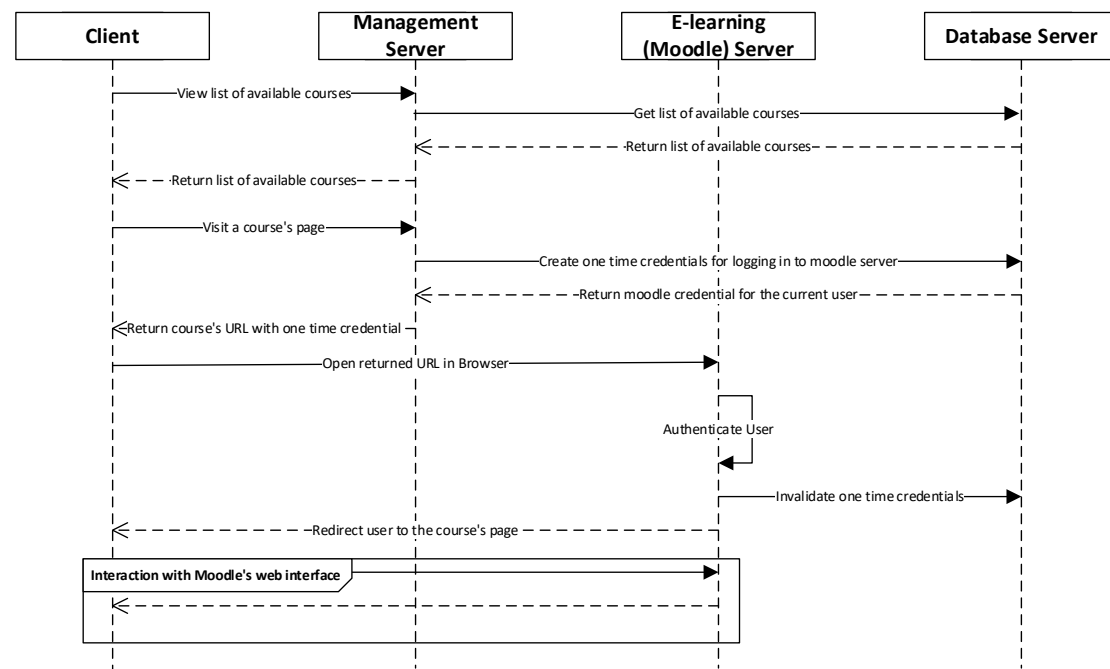 Client
Management
Server
E-learning
(Moodle) Server
Database Server
View list of available courses
Get list of available courses
Return list of available courses
Return list of available courses
Visit a course's page
Create one time credentials for logging in to moodle server
Return moodle credential for the current user
Return course's URL with one time credential
Open returned URL in Browser
Authenticate User
Invalidate one time credentials
Redirect user to the course's page
Interaction with Moodle's web interface